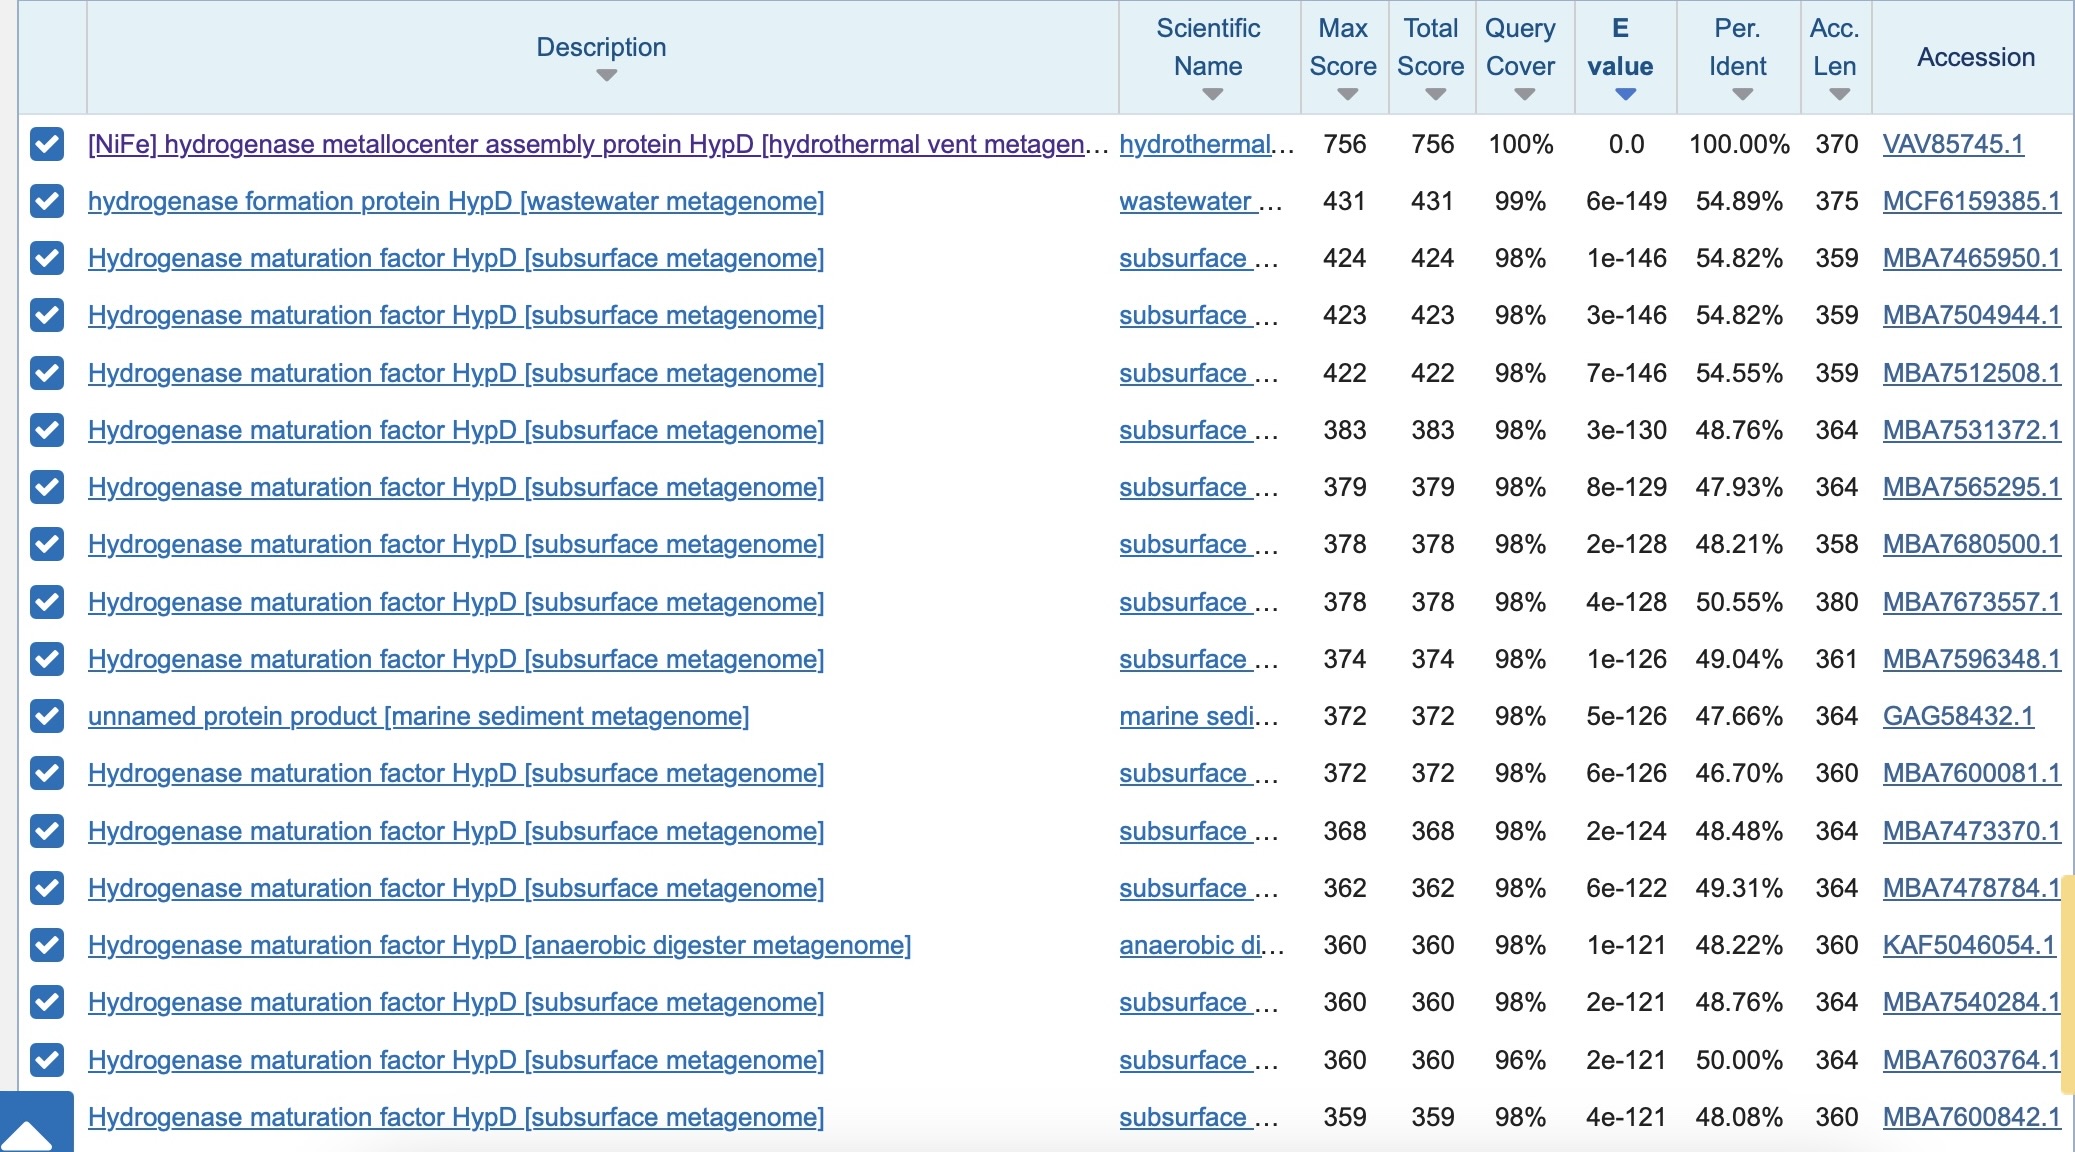 Description Scientific Name Max Score Total Score Query Cover E value Per. Ident Acc. Len Accession
[NiFe] hydrogenase metallocenter assembly protein HypD [hydrothermal vent metagen... hydrothermal... 756 756 100% 0.0 100.00% 370 VAV85745.1
hydrogenase formation protein HypD [wastewater metagenome] wastewater ... 431 431 99% 6e-149 54.89% 375 MCF6159385.1
Hydrogenase maturation factor HypD [subsurface metagenome] subsurface ... 424 424 98% 1e-146 54.82% 359 MBA7465950.1
Hydrogenase maturation factor HypD [subsurface metagenome] subsurface ... 423 423 98% 3e-146 54.82% 359 MBA7504944.1
Hydrogenase maturation factor HypD [subsurface metagenome] subsurface ... 422 422 98% 7e-146 54.55% 359 MBA7512508.1
Hydrogenase maturation factor HypD [subsurface metagenome] subsurface ... 383 383 98% 3e-130 48.76% 364 MBA7531372.1
Hydrogenase maturation factor HypD [subsurface metagenome] subsurface ... 379 379 98% 8e-129 47.93% 364 MBA7565295.1
Hydrogenase maturation factor HypD [subsurface metagenome] subsurface ... 378 378 98% 2e-128 48.21% 358 MBA7680500.1
Hydrogenase maturation factor HypD [subsurface metagenome] subsurface ... 378 378 98% 4e-128 50.55% 380 MBA7673557.1
Hydrogenase maturation factor HypD [subsurface metagenome] subsurface ... 374 374 98% 1e-126 49.04% 361 MBA7596348.1
unnamed protein product [marine sediment metagenome] marine sedi... 372 372 98% 5e-126 47.66% 364 GAG58432.1
Hydrogenase maturation factor HypD [subsurface metagenome] subsurface ... 372 372 98% 6e-126 46.70% 360 MBA7600081.1
Hydrogenase maturation factor HypD [subsurface metagenome] subsurface ... 368 368 98% 2e-124 48.48% 364 MBA7473370.1
Hydrogenase maturation factor HypD [subsurface metagenome] subsurface ... 362 362 98% 6e-122 49.31% 364 MBA7478784.1
Hydrogenase maturation factor HypD [anaerobic digester metagenome] anaerobic di... 360 360 98% 1e-121 48.22% 360 KAF5046054.1
Hydrogenase maturation factor HypD [subsurface metagenome] subsurface ... 360 360 98% 2e-121 48.76% 364 MBA7540284.1
Hydrogenase maturation factor HypD [subsurface metagenome] subsurface ... 360 360 96% 2e-121 50.00% 364 MBA7603764.1
Hydrogenase maturation factor HypD [subsurface metagenome] subsurface ... 359 359 98% 4e-121 48.08% 360 MBA7600842.1